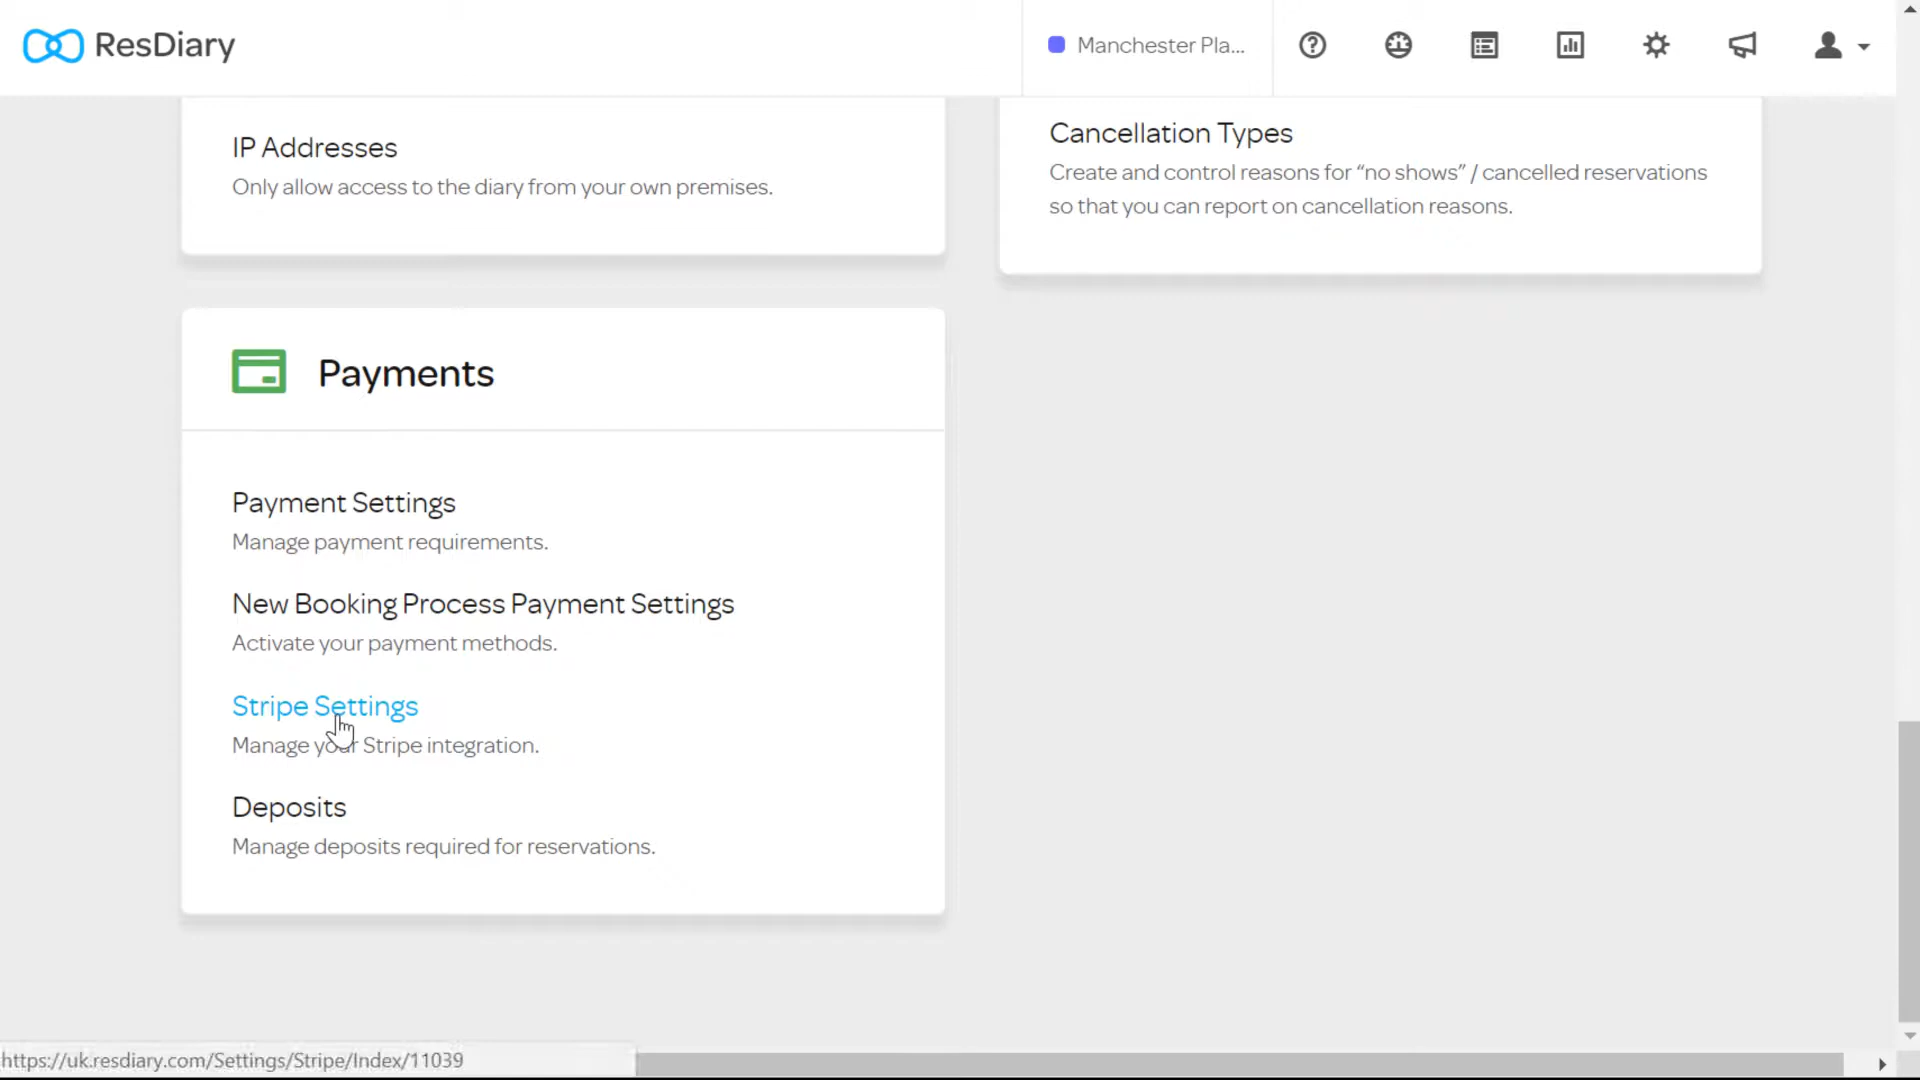 ResDiary
Manchester Pla...
IP Addresses
Only allow access to the diary from your own premises.
Cancellation Types
Create and control reasons for “no shows” / cancelled reservations
so that you can report on cancellation reasons.
Payments
Payment Settings
Manage payment requirements.
New Booking Process Payment Settings
Activate your payment methods.
Stripe Settings
Manage your Stripe integration.
Deposits
Manage deposits required for reservations.
https://uk.resdiary.com/Settings/Stripe/Index/11039